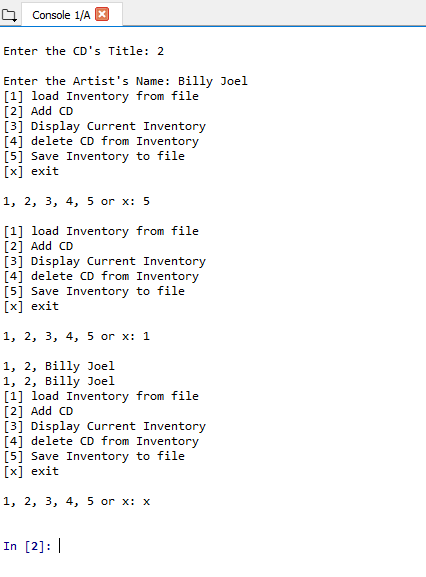 Console 1/A
Enter the CD's Title: 2
Enter the Artist's Name: Billy Joel
[1] load Inventory from file
[2] Add CD
[3] Display Current Inventory
[4] delete CD from Inventory
[5] Save Inventory to file
[x] exit
1, 2, 3, 4, 5 or x: 5
[1] load Inventory from file
[2] Add CD
[3] Display Current Inventory
[4] delete CD from Inventory
[5] Save Inventory to file
[x] exit
1, 2, 3, 4, 5 or x: 1
1, 2, Billy Joel
1, 2, Billy Joel
[1] load Inventory from file
[2] Add CD
[3] Display Current Inventory
[4] delete CD from Inventory
[5] Save Inventory to file
[x] exit
1, 2, 3, 4, 5 or x: x
In [2]: